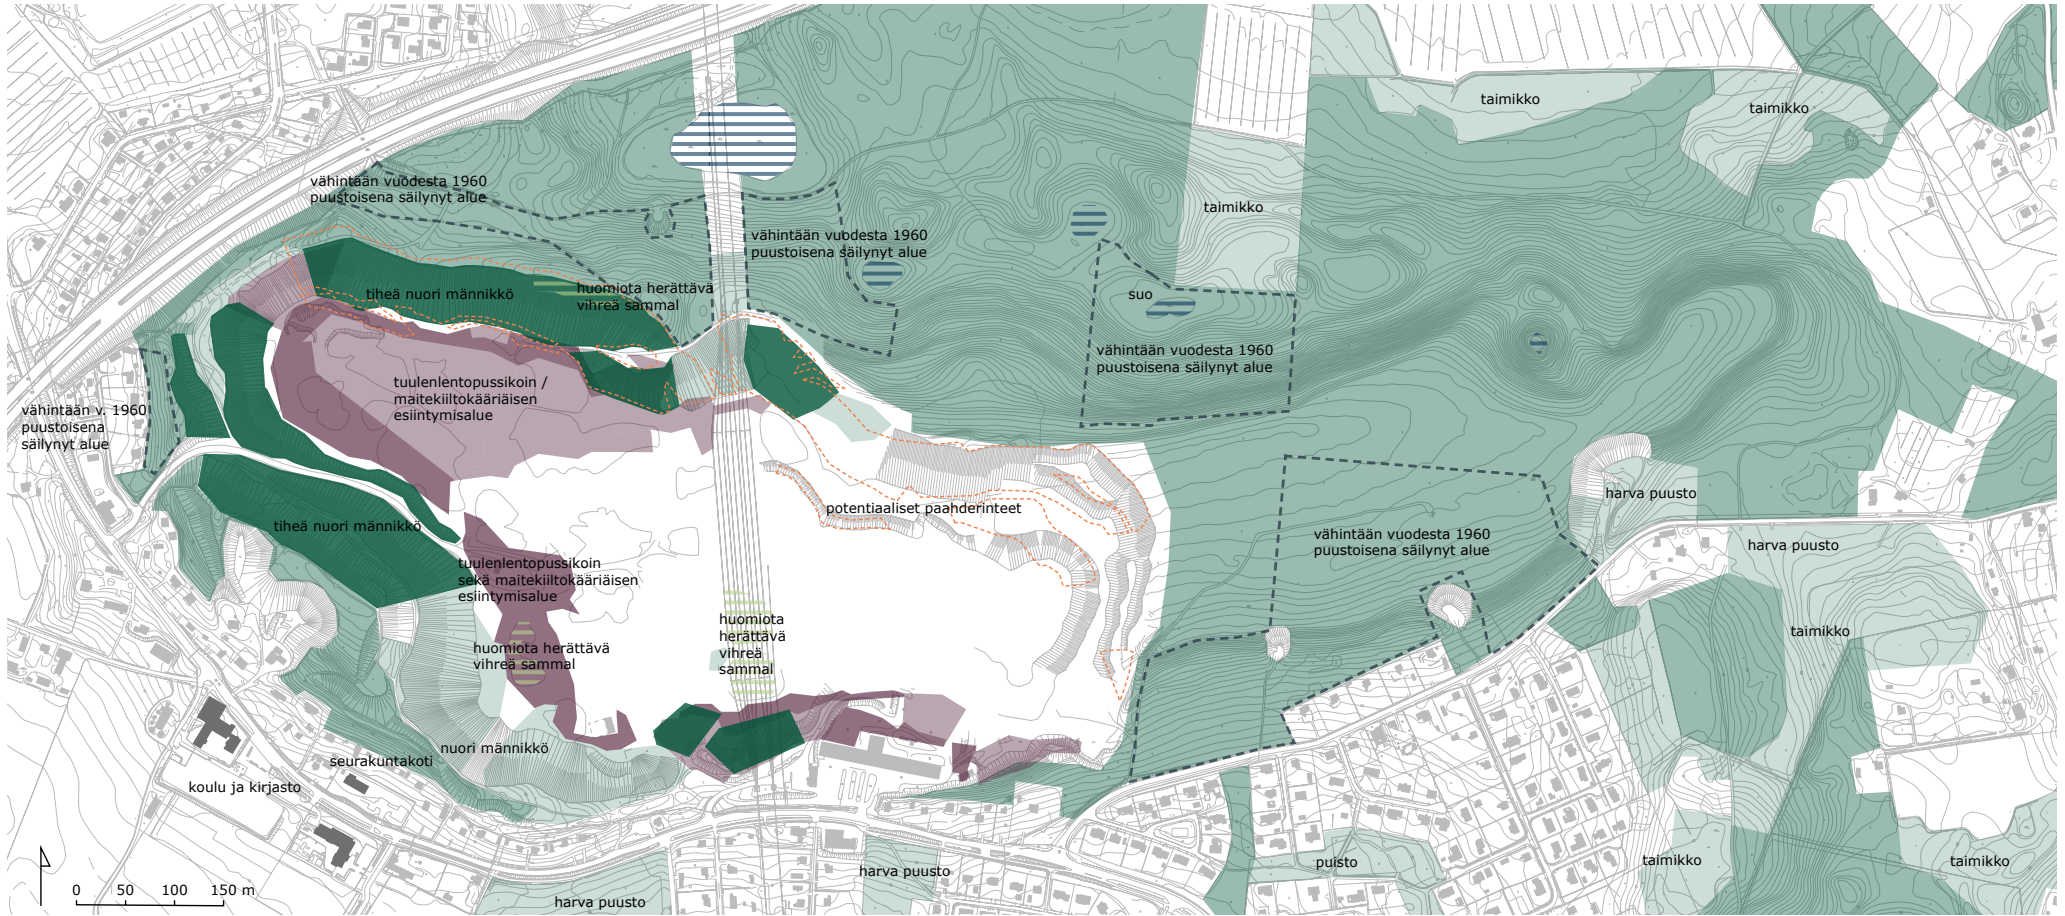 taimikko
taimikko
vähintään vuodesta 1960
puustoisena säilynyt alue
taimikko
vähintään vuodesta 1960
puustoisena säilynyt alue
tiheä nuori männikkö
huomiota herättävä
vihreä sammal
suo
vähintään vuodesta 1960
puustoisena säilynyt alue
tuulenlentopussikoin /
maitekiiltokääriäisen
esiintymisalue
vähintään v. 1960
puustoisena
säilynyt alue
harva puusto
potentiaaliset paahderinteet
tiheä nuori männikkö
vähintään vuodesta 1960
puustoisena säilynyt alue
harva puusto
tuulenlentopussikoin
sekä maitekiiltokääriäisen
esiintymisalue
huomiota
herättävä
vihreä
sammal
taimikko
huomiota herättävä
vihreä sammal
nuori männikkö
seurakuntakoti
koulu ja kirjasto
harva puusto
puisto
taimikko
taimikko
0 50 100 150 m
harva puusto